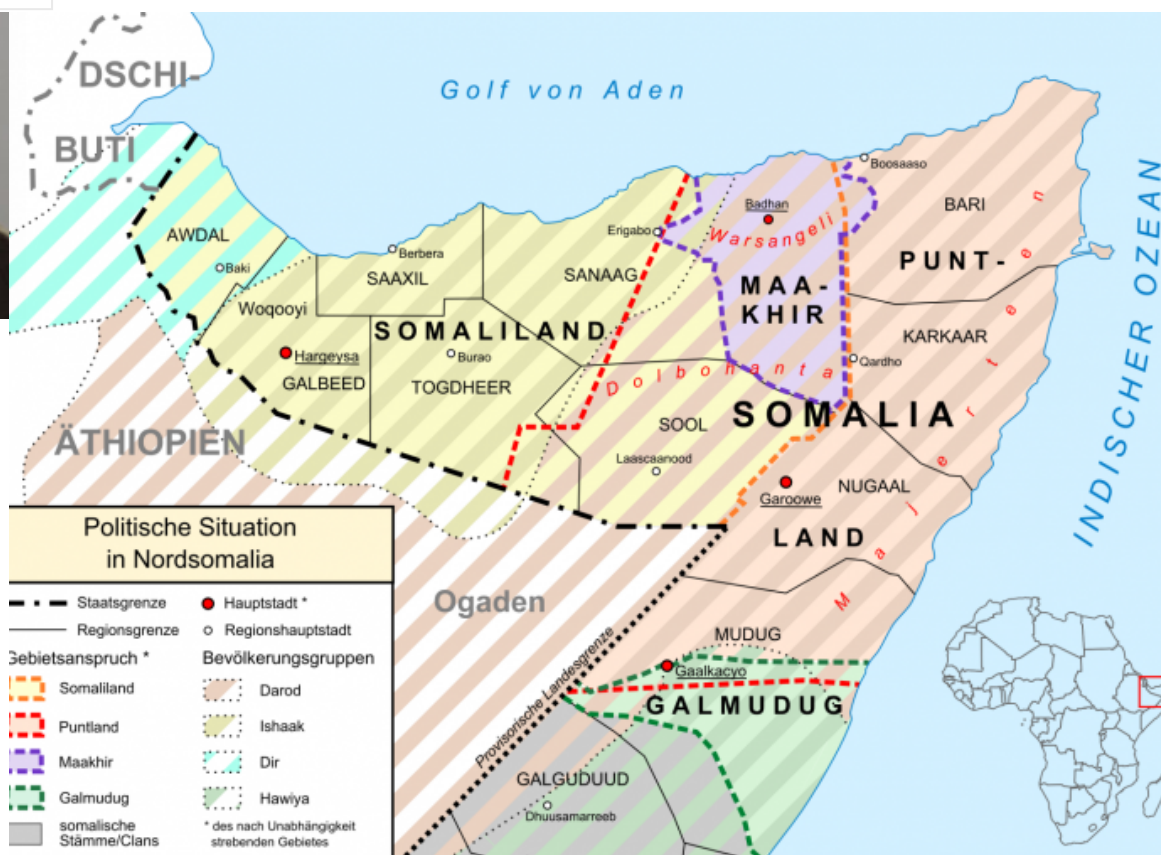 DSCHI-
BUTI
Golf von Aden
INDISCHER OZEAN
Boosaaso
BARI
Badhan
Warsangeli
Erigabo
AWDAL
Baki
Berbera
SAAXIL
SANAAG
PUNT-
MAA-
KHIR
Woqooyi
SOMALILAND
KARKAAR
Hargeysa
Burao
Qardho
GALBEED
TOGDHEER
Dolbohanta
SOMALIA
SOOL
ÄTHIOPIEN
Laascaanood
Garoowe
NUGAAL
LAND
Majerteen
Ogaden
MUDUG
Gaalkacyo
GALMUDUG
Provisorische Landesgrenze
GALGUDUUD
Dhuusamarreeb
Politische Situation
in Nordsomalia
Staatsgrenze
Hauptstadt *
Regionsgrenze
Regionshauptstadt
Gebietsanspruch *
Bevölkerungsgruppen
Somaliland
Darod
Puntland
Ishaak
Maakhir
Dir
Galmudug
Hawiya
somalische
Stämme/Clans
* des nach Unabhängigkeit
strebenden Gebietes